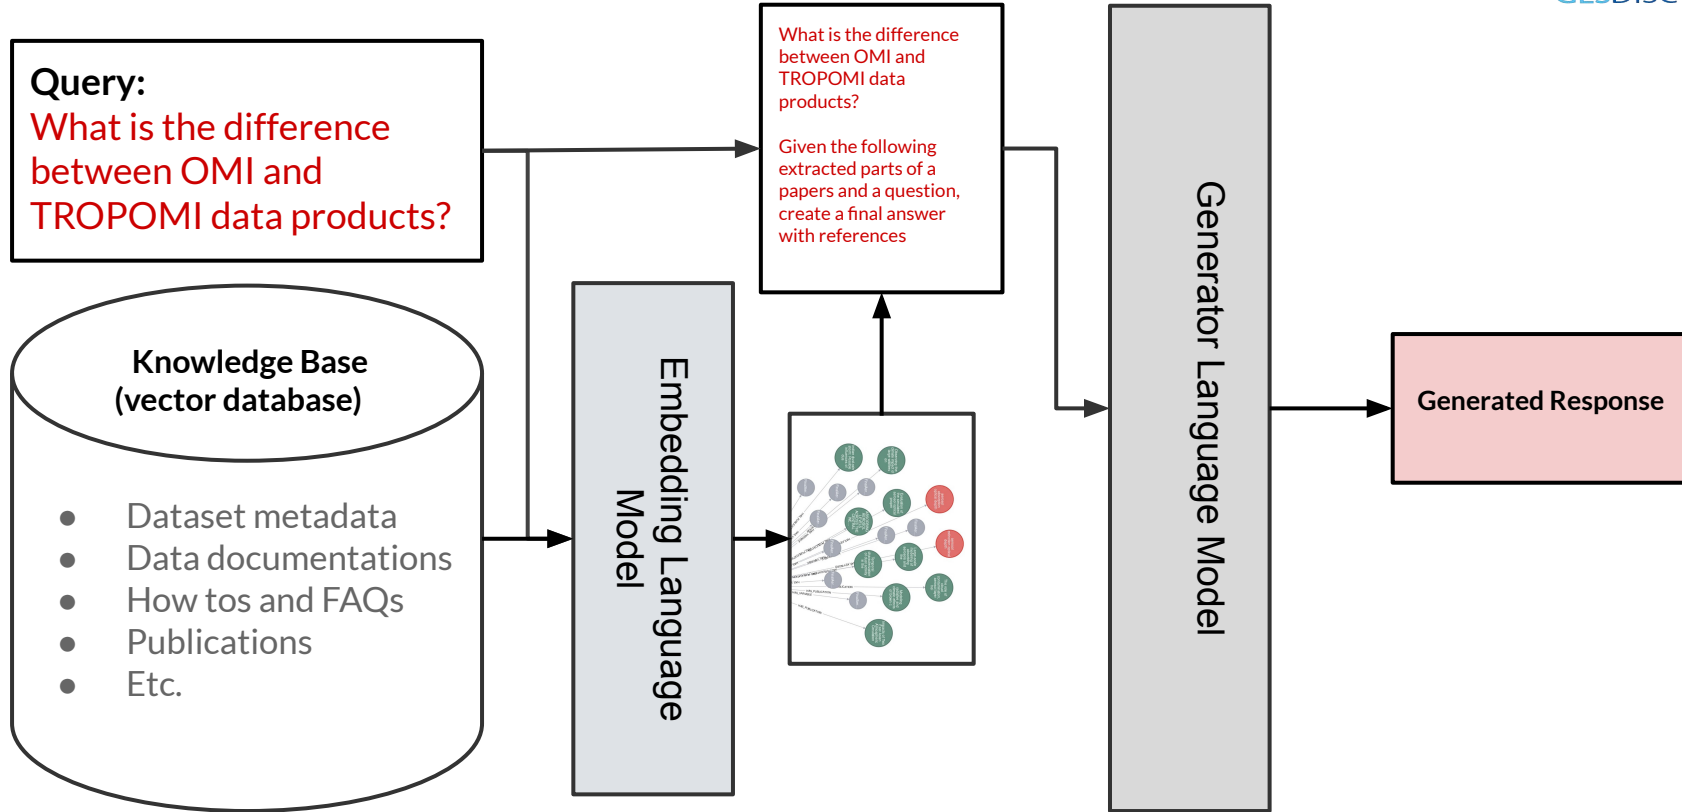 GESDISC
Query:
What is the difference
between OMI and
TROPOMI data products?
What is the difference
between OMI and
TROPOMI data
products?
Given the following
extracted parts of a
papers and a question,
create a final answer
with references
Knowledge Base
(vector database)
● Dataset metadata
● Data documentations
● How tos and FAQs
● Publications
● Etc.
Embedding Language
Model
Generator Language Model
Generated Response